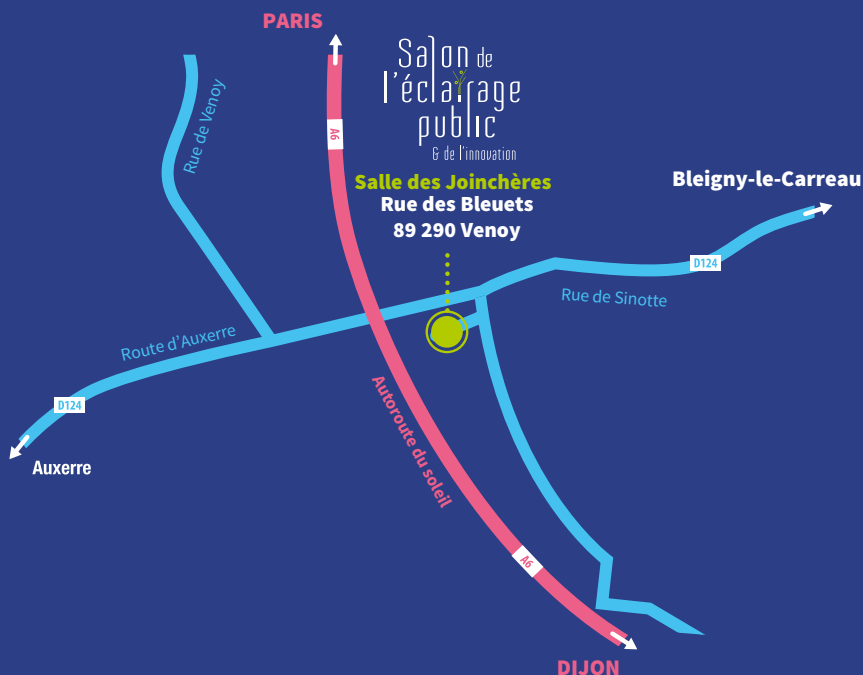 PARIS
Salon de
l'éclairage
public
& de l'innovation
Rue de Venoy
A6
Salle des Joinchères
Rue des Bleuets
89 290 Venoy
Bleigny-le-Carreau
D124
Rue de Sinotte
Route d'Auxerre
D124
Auxerre
Autoroute du soleil
A6
DIJON